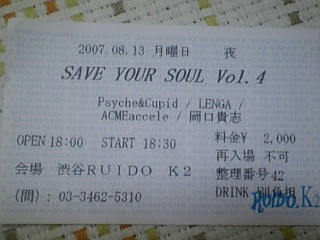 2007.08.13 月曜日 夜
SAVE YOUR SOUL Vol.4
Psyche&Cupid / LENGA /
ACMEaccele / 岡口貴志
OPEN 18:00 START 18:30
料金¥ 2,000
再入場 不可
会場 渋谷RUIDO K2
整理番号42
(問): 03-3462-5310
DRINK 別負担
RUIDO.K2